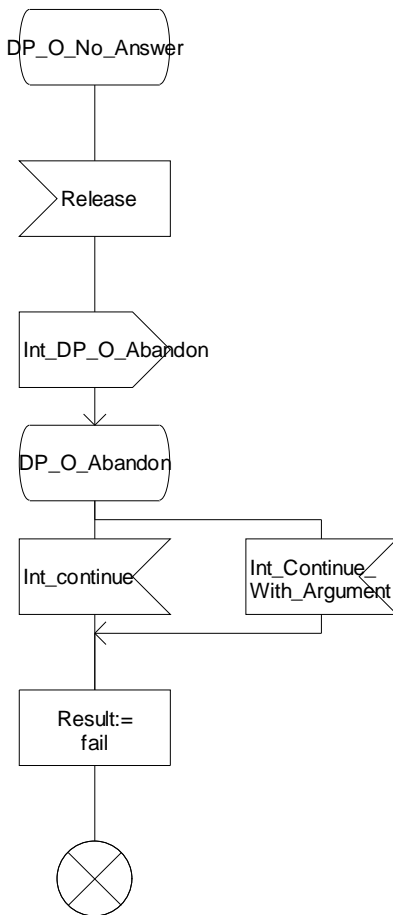 DP_O_No_Answer
Release
Int_DP_O_Abandon
DP_O_Abandon
Int_continue
Int_Continue_
With_Argument
Result:=
fail